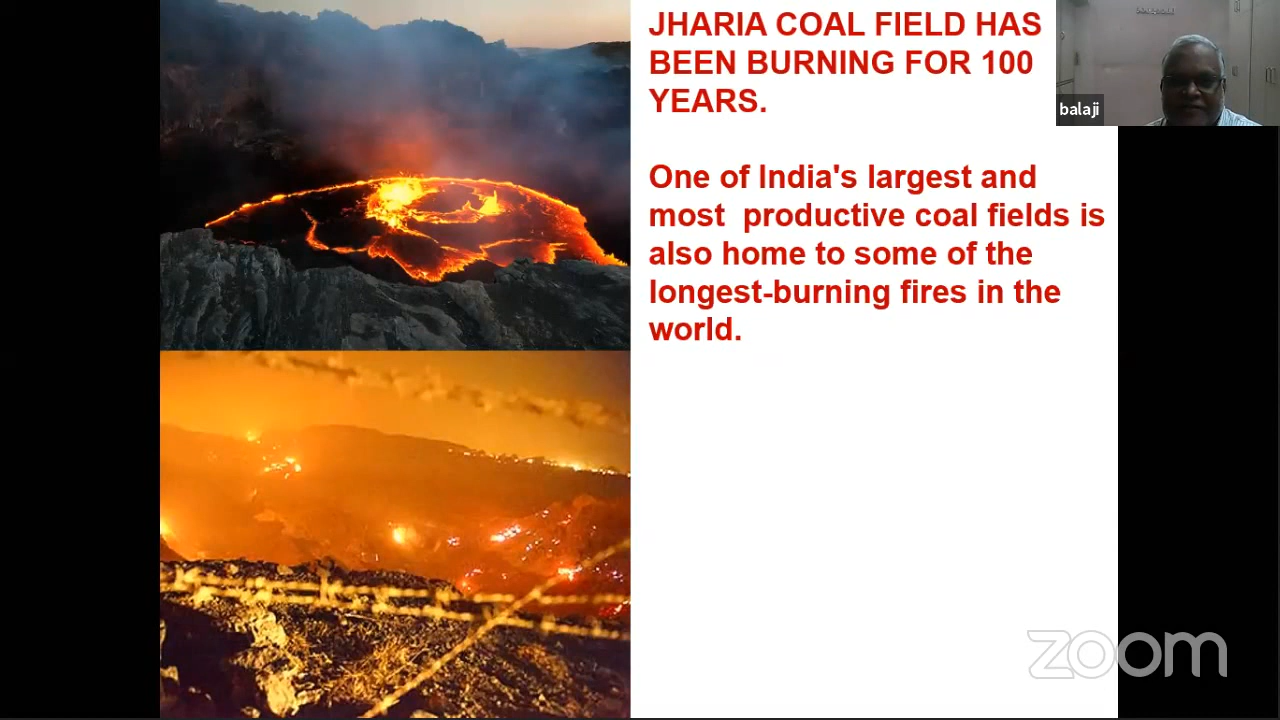 JHARIA COAL FIELD HAS
BEEN BURNING FOR 100
YEARS.
One of India's largest and
most  productive coal fields is
also home to some of the
longest-burning fires in the
world.
balaji
zoom